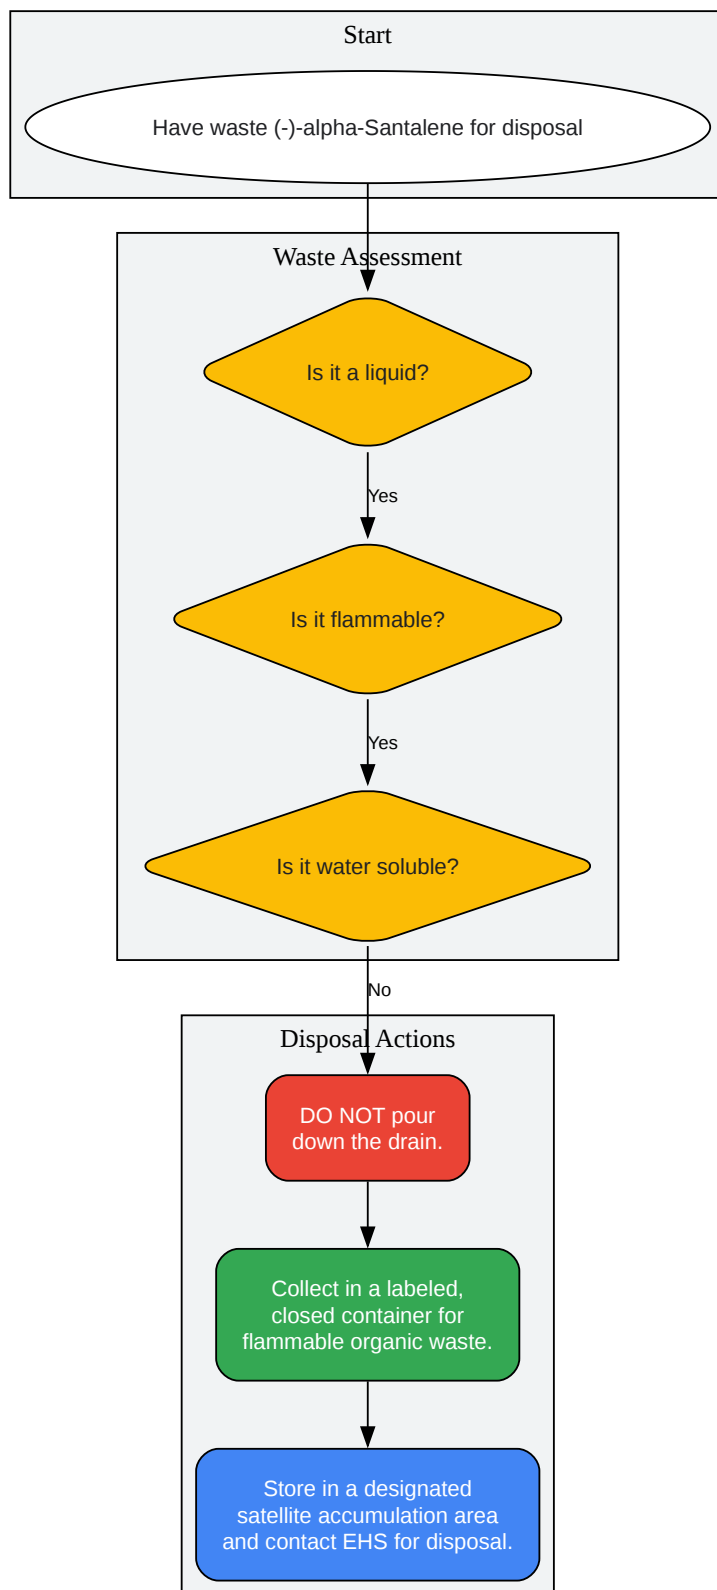 Start
Have waste (-)-alpha-Santalene for disposal
Waste Assessment
Is it a liquid?
Yes
Is it flammable?
Yes
Is it water soluble?
No
Disposal Actions
DO NOT pour
down the drain.
Collect in a labeled,
closed container for
flammable organic waste.
Store in a designated
satellite accumulation area
and contact EHS for disposal.